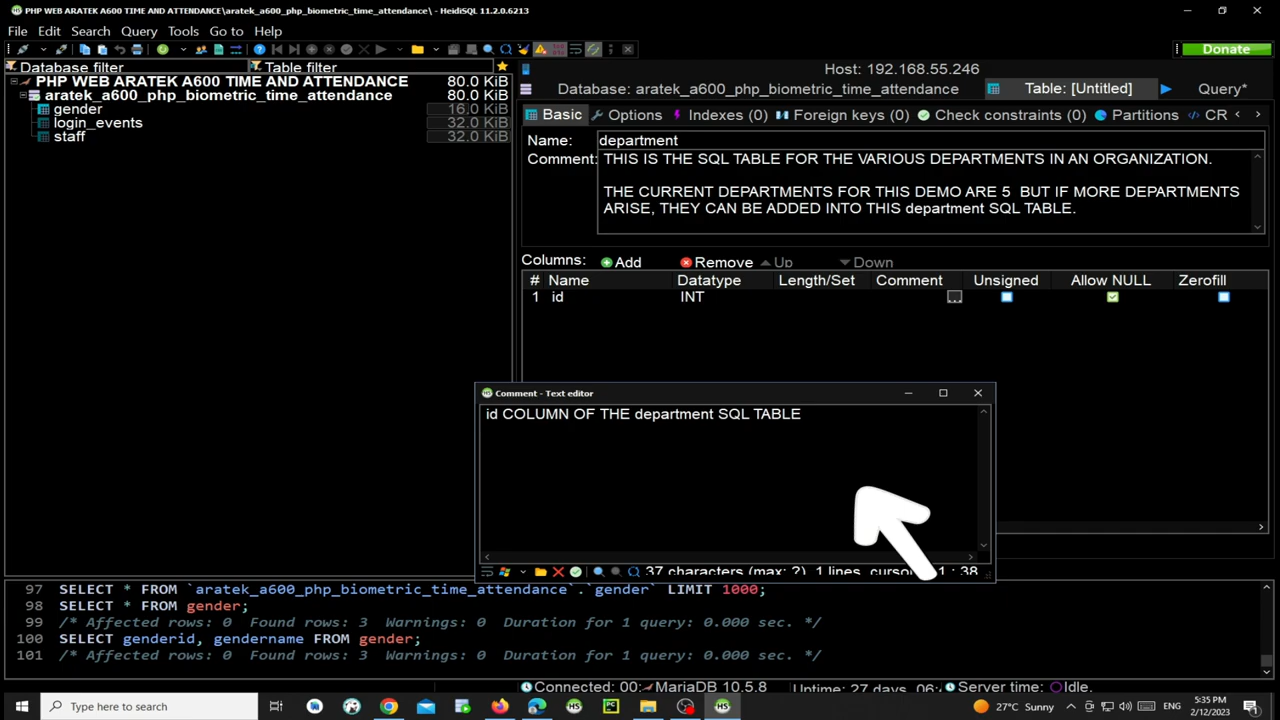 PHP WEB ARATEK A600 TIME AND ATTENDANCE\aratek_a600_php_biometric_time_attendance\ - HeidiSQL 11.2.0.6213
File Edit Search Query Tools Go to Help
Donate
Database filter Table filter
Host: 192.168.55.246
PHP WEB ARATEK A600 TIME AND ATTENDANCE 80.0 KiB
aratek_a600_php_biometric_time_attendance 80.0 KiB
gender 16.0 KiB
login_events 32.0 KiB
staff 32.0 KiB
Database: aratek_a600_php_biometric_time_attendance Table: [Untitled] Query*
Basic Options Indexes (0) Foreign keys (0) Check constraints (0) Partitions CR
Name: department
Comment: THIS IS THE SQL TABLE FOR THE VARIOUS DEPARTMENTS IN AN ORGANIZATION.
THE CURRENT DEPARTMENTS FOR THIS DEMO ARE 5 BUT IF MORE DEPARTMENTS
ARISE, THEY CAN BE ADDED INTO THIS department SQL TABLE.
Columns: Add Remove Up Down
# Name Datatype Length/Set Comment Unsigned Allow NULL Zerofill
1 id INT ...
Comment - Text editor
id COLUMN OF THE department SQL TABLE
37 characters (max: ?), 1 lines, cursor 1 : 38
97 SELECT * FROM `aratek_a600_php_biometric_time_attendance`.`gender` LIMIT 1000;
98 SELECT * FROM gender;
99 /* Affected rows: 0 Found rows: 3 Warnings: 0 Duration for 1 query: 0.000 sec. */
100 SELECT genderid, gendername FROM gender;
101 /* Affected rows: 0 Found rows: 3 Warnings: 0 Duration for 1 query: 0.000 sec. */
Connected: 00: MariaDB 10.5.8 Uptime: 27 days, 06: Server time: Idle.
Type here to search
27°C Sunny
ENG
5:35 PM
2/12/2023